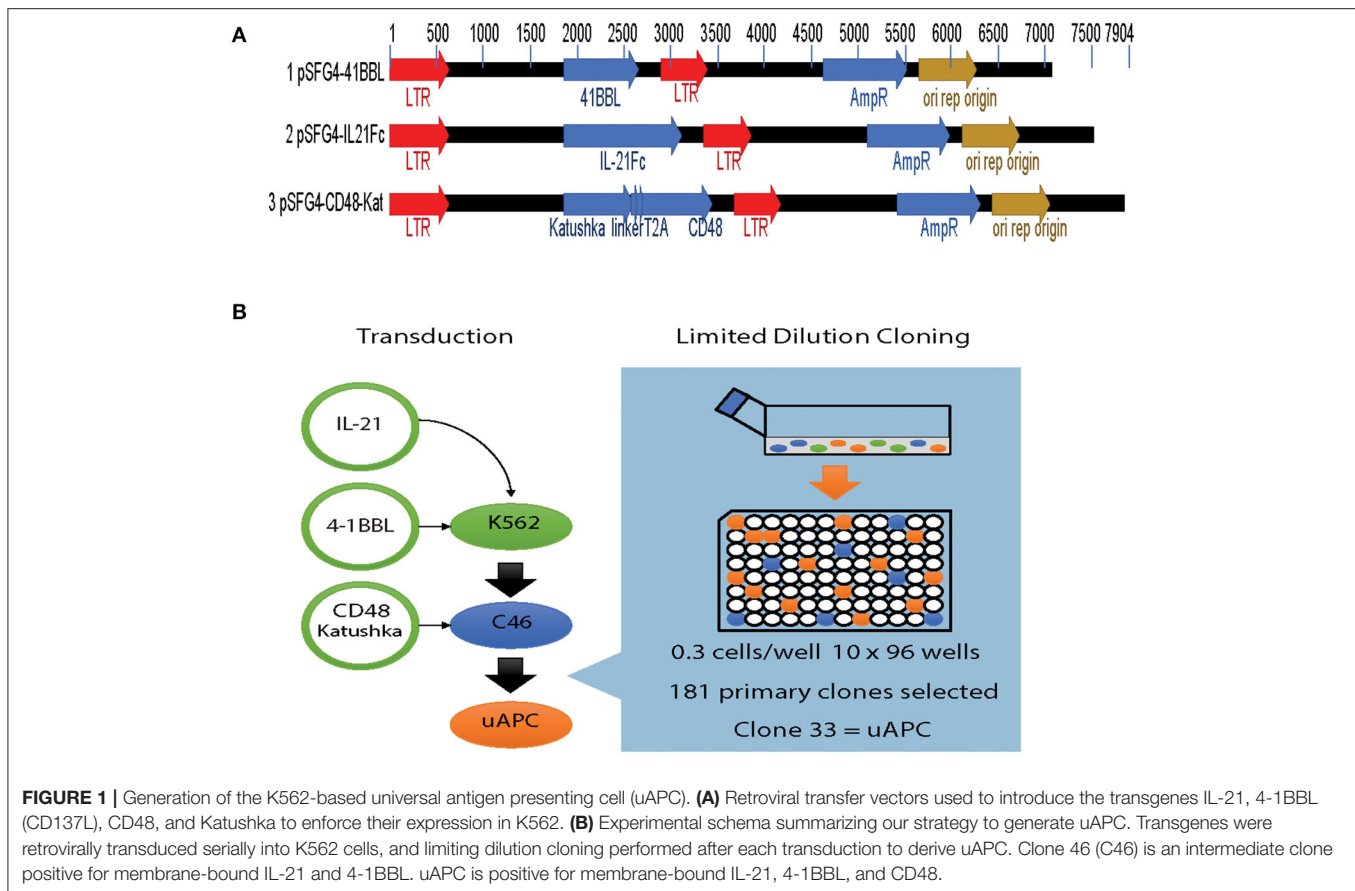 A
1 500 1000 1500 2000 2500 3000 3500 4000 4500 5000 5500 6000 6500 7000 7500 7904
1 pSFG4-41BBL
LTR 41BBL LTR AmpR ori rep origin
2 pSFG4-IL21Fc
LTR IL-21Fc LTR AmpR ori rep origin
3 pSFG4-CD48-Kat
LTR Katushka linkerT2A CD48 LTR AmpR ori rep origin
B
Transduction
Limited Dilution Cloning
IL-21
4-1BBL
K562
CD48
Katushka
C46
uAPC
0.3 cells/well 10 x 96 wells
181 primary clones selected
Clone 33 = uAPC
FIGURE 1 | Generation of the K562-based universal antigen presenting cell (uAPC). (A) Retroviral transfer vectors used to introduce the transgenes IL-21, 4-1BBL
(CD137L), CD48, and Katushka to enforce their expression in K562. (B) Experimental schema summarizing our strategy to generate uAPC. Transgenes were
retrovirally transduced serially into K562 cells, and limiting dilution cloning performed after each transduction to derive uAPC. Clone 46 (C46) is an intermediate clone
positive for membrane-bound IL-21 and 4-1BBL. uAPC is positive for membrane-bound IL-21, 4-1BBL, and CD48.